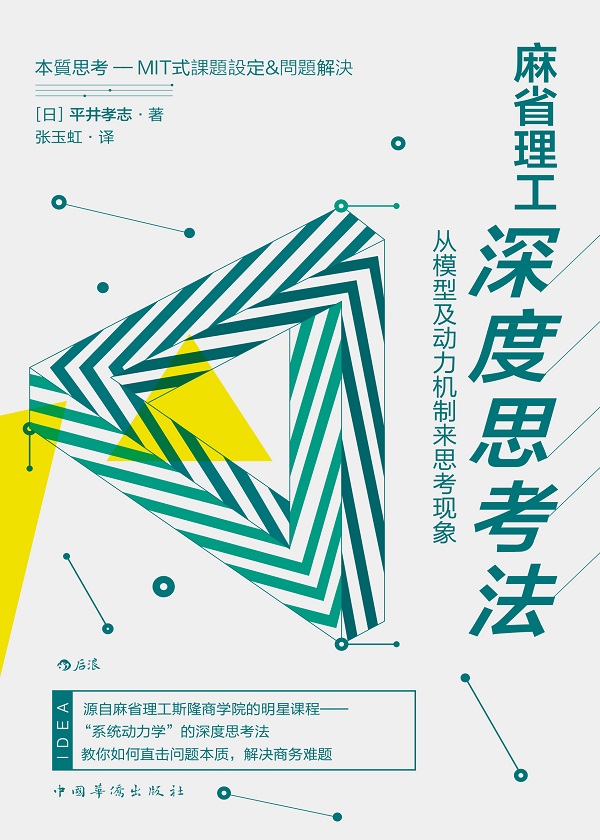 本質思考 — MIT式課題設定&問題解決
[日] 平井孝志 · 著
张玉虹 · 译
麻省理工
深度思考法
从模型及动力机制来思考现象
后浪
IDEA
源自麻省理工斯隆商学院的明星课程——
“系统动力学”的深度思考法
教你如何直击问题本质，解决商务难题
中国华侨出版社